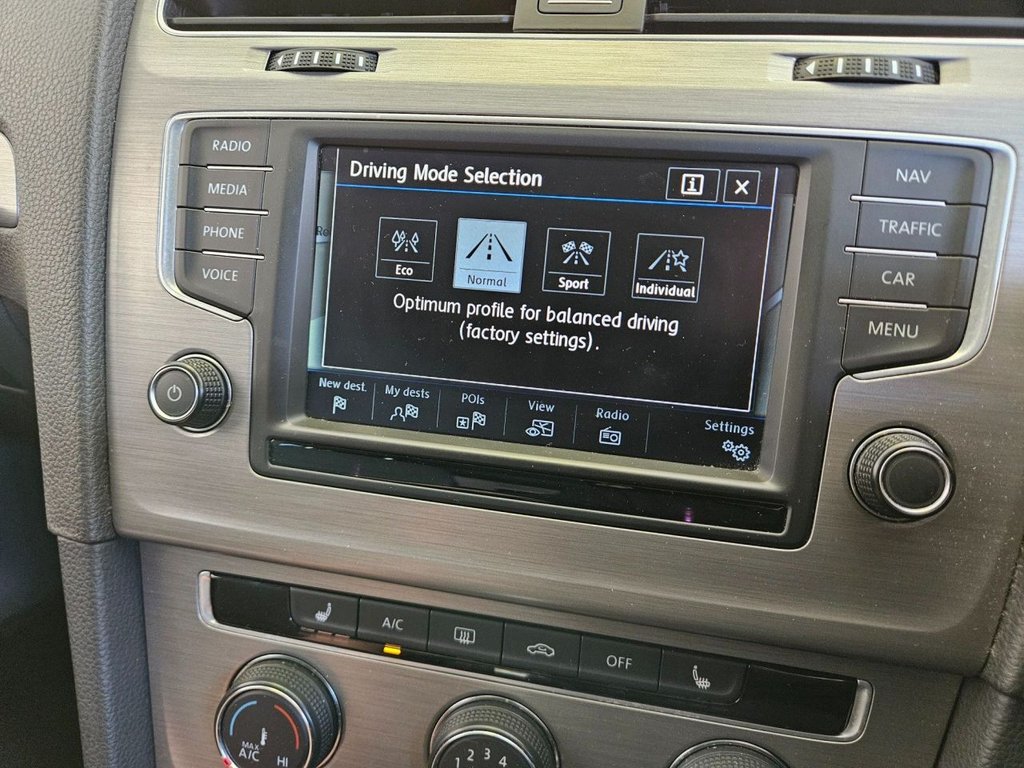 RADIO
MEDIA
PHONE
VOICE
Driving Mode Selection
i
Eco
Normal
Sport
Individual
Optimum profile for balanced driving
(factory settings).
New dest.
My dests
POIs
View
Radio
Settings
NAV
TRAFFIC
CAR
MENU
A/C
OFF
MAX
A/C
HI
1 2 3 4